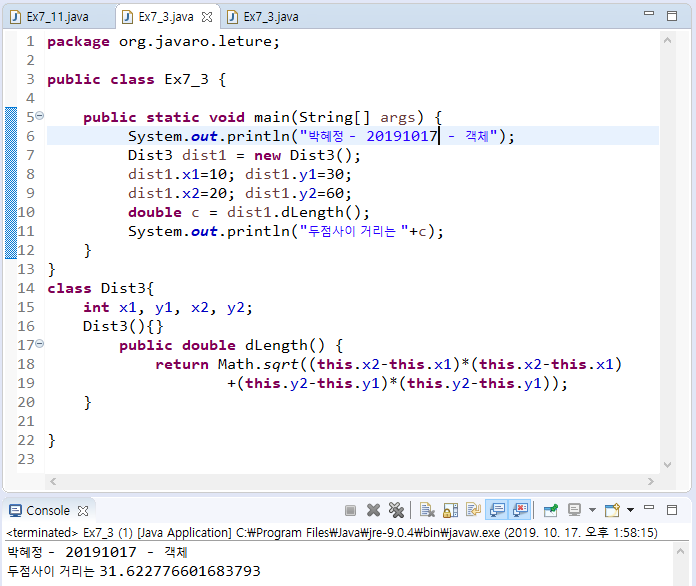 Ex7_11.java Ex7_3.java Ex7_3.java
1 package org.javaro.leture;
2
3 public class Ex7_3 {
4
5 public static void main(String[] args) {
6 System.out.println("박혜정 - 20191017 - 객체");
7 Dist3 dist1 = new Dist3();
8 dist1.x1=10; dist1.y1=30;
9 dist1.x2=20; dist1.y2=60;
10 double c = dist1.dLength();
11 System.out.println("두점사이 거리는 "+c);
12 }
13 }
14 class Dist3{
15 int x1, y1, x2, y2;
16 Dist3(){}
17 public double dLength() {
18 return Math.sqrt((this.x2-this.x1)*(this.x2-this.x1)
19 +(this.y2-this.y1)*(this.y2-this.y1));
20 }
21
22 }
23
Console
<terminated> Ex7_3 (1) [Java Application] C:₩Program Files₩Java₩jre-9.0.4₩bin₩javaw.exe (2019. 10. 17. 오후 1:58:15)
박혜정 - 20191017 - 객체
두점사이 거리는 31.622776601683793